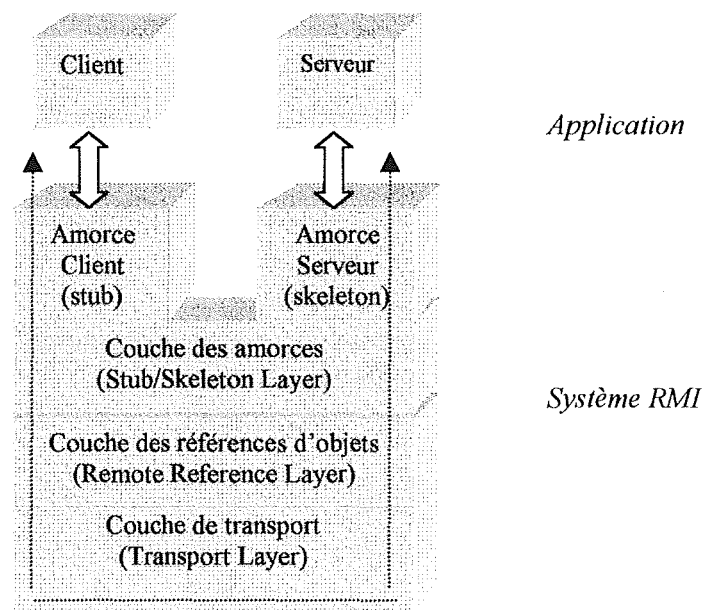 Client
Serveur
Application
Amorce
Client
(stub)
Amorce
Serveur
(skeleton)
Couche des amorces
(Stub/Skeleton Layer)
Système RMI
Couche des références d'objets
(Remote Reference Layer)
Couche de transport
(Transport Layer)